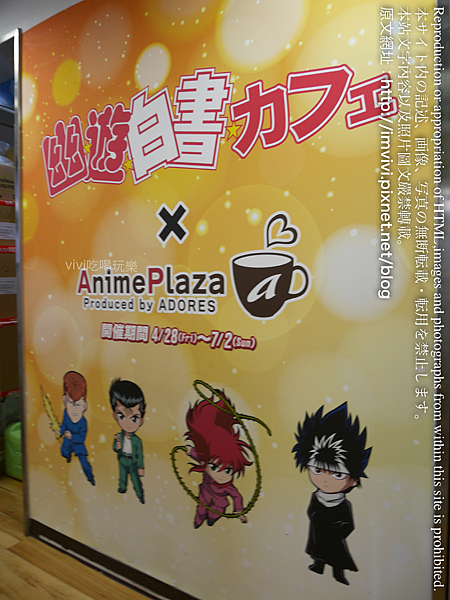 幽☆遊☆白書☆カフェ
×
AnimePlaza
Produced by ADORES
a
開催期間 4/28(Fri)~7/2(Sun)
vivi吃喝玩樂
Reproduction or appropriation of HTML, images and photographs from within this site is prohibited.
本サイト内の記述、画像、写真の無断転載・転用を禁止します。
本站文字內容以及照片圖文嚴禁轉載。
原文網址 http://imvivi.pixnet.net/blog